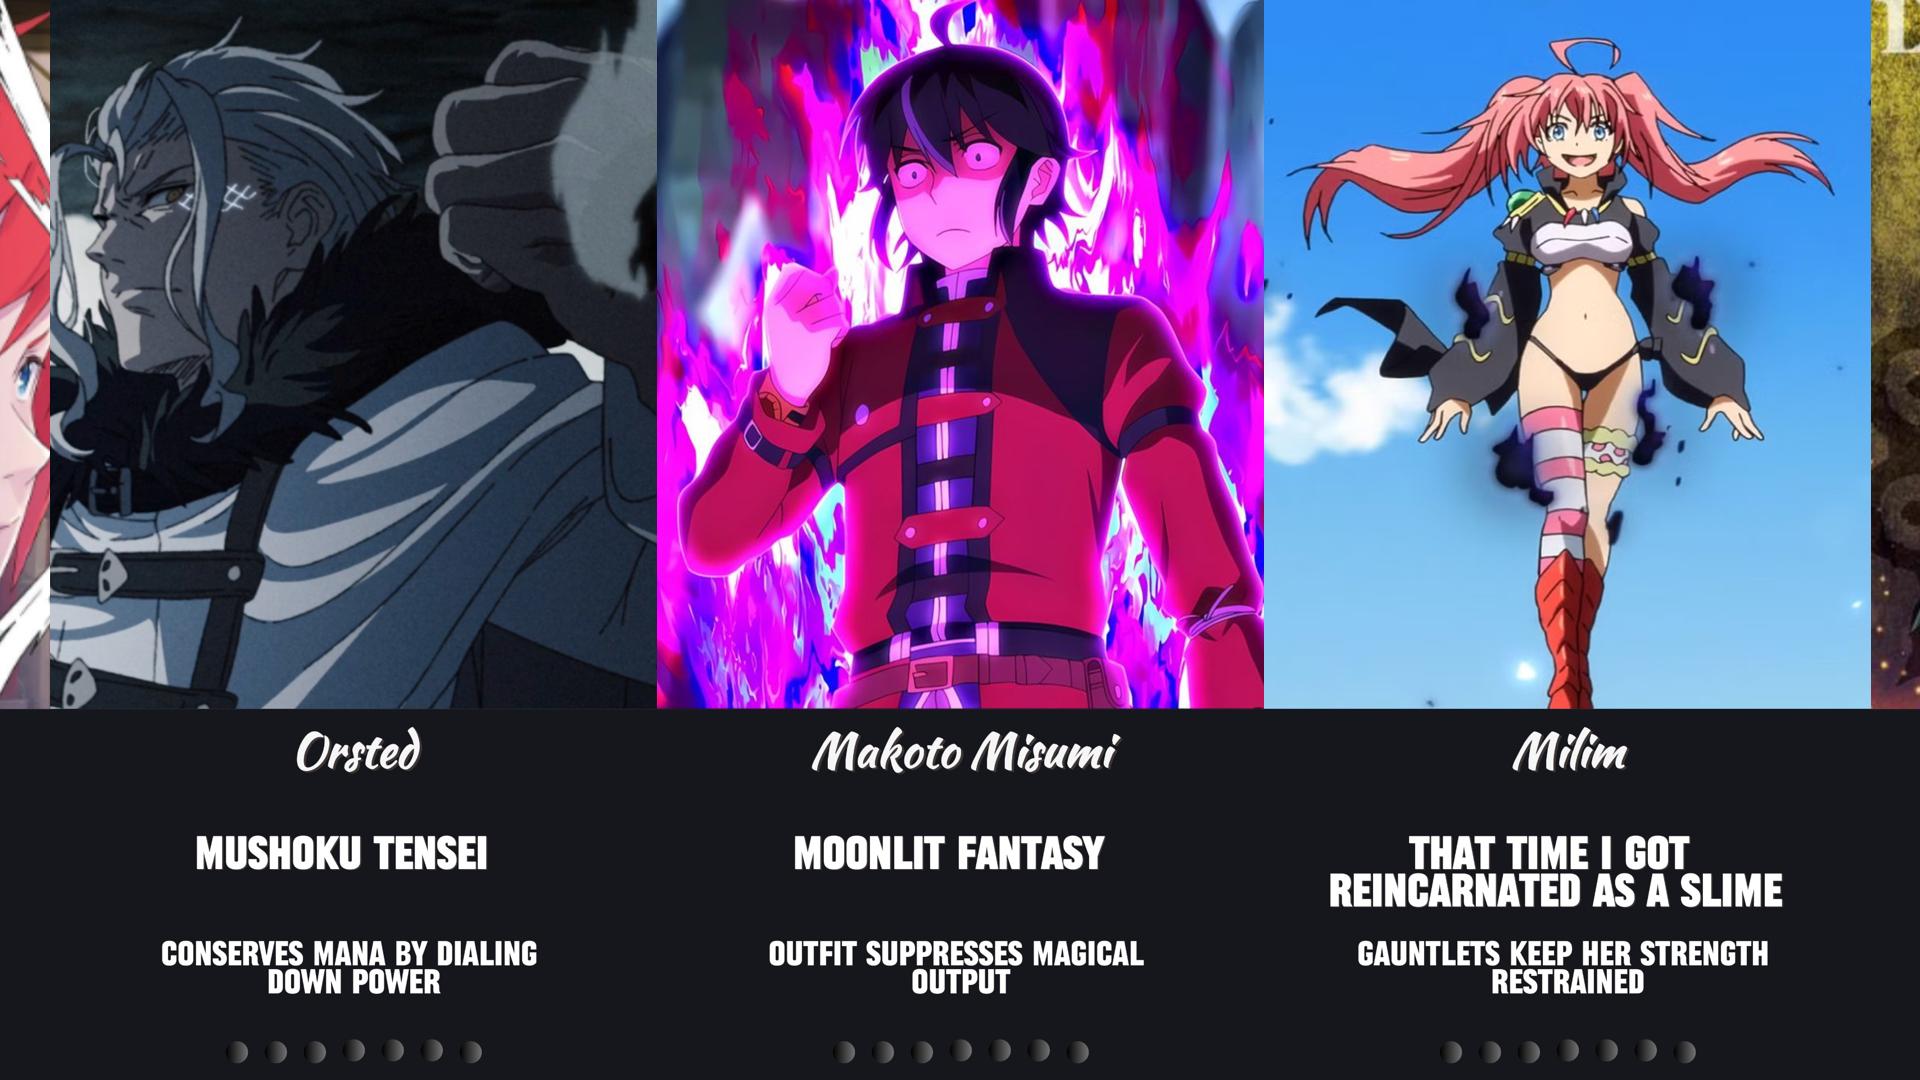 Orsted
MUSHOKU TENSEI
CONSERVES MANA BY DIALING
DOWN POWER
Makoto Misumi
MOONLIT FANTASY
OUTFIT SUPPRESSES MAGICAL
OUTPUT
Milim
THAT TIME I GOT
REINCARNATED AS A SLIME
GAUNTLETS KEEP HER STRENGTH
RESTRAINED